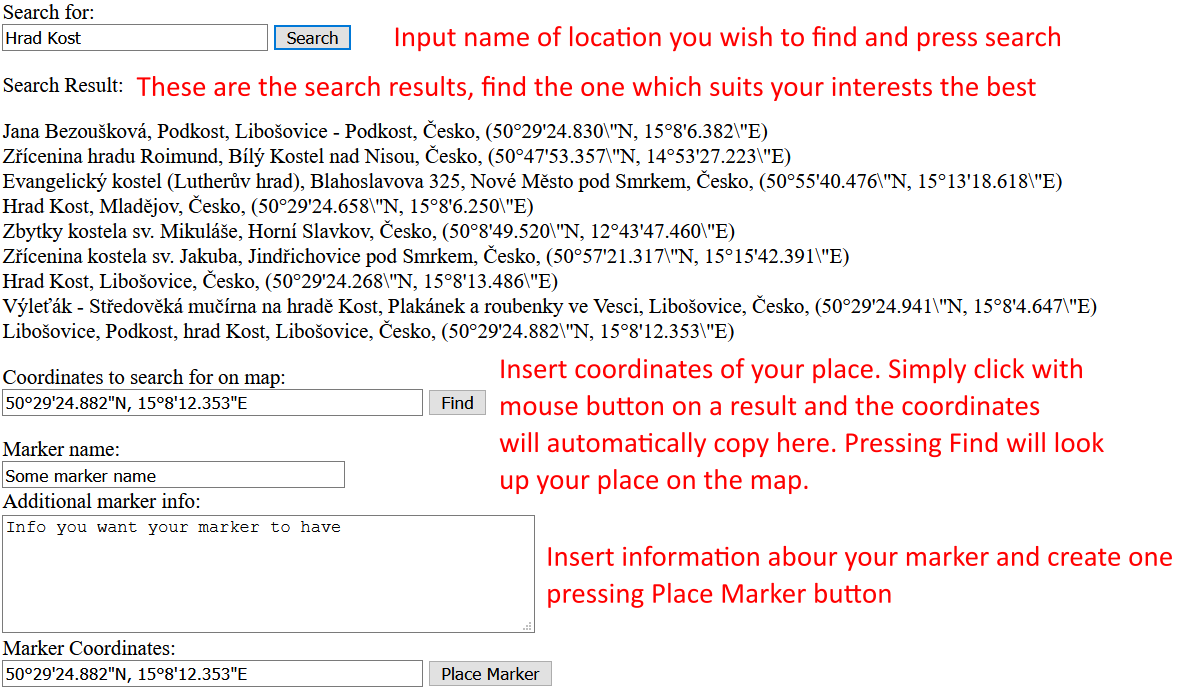 Search for:
Hrad Kost
Search
Input name of location you wish to find and press search
Search Result:
These are the search results, find the one which suits your interests the best
Jana Bezoušková, Podkost, Libošovice - Podkost, Česko, (50°29'24.830\"N, 15°8'6.382\"E)
Zřícenina hradu Roimund, Bílý Kostel nad Nisou, Česko, (50°47'53.357\"N, 14°53'27.223\"E)
Evangelický kostel (Lutherův hrad), Blahoslavova 325, Nové Město pod Smrkem, Česko, (50°55'40.476\"N, 15°13'18.618\"E)
Hrad Kost, Mladějov, Česko, (50°29'24.658\"N, 15°8'6.250\"E)
Zbytky kostela sv. Mikuláše, Horní Slavkov, Česko, (50°8'49.520\"N, 12°43'47.460\"E)
Zřícenina kostela sv. Jakuba, Jindřichovice pod Smrkem, Česko, (50°57'21.317\"N, 15°15'42.391\"E)
Hrad Kost, Libošovice, Česko, (50°29'24.268\"N, 15°8'13.486\"E)
Výleťák - Středověká mučírna na hradě Kost, Plakánek a roubenky ve Vesci, Libošovice, Česko, (50°29'24.941\"N, 15°8'4.647\"E)
Libošovice, Podkost, hrad Kost, Libošovice, Česko, (50°29'24.882\"N, 15°8'12.353\"E)
Coordinates to search for on map:
50°29'24.882"N, 15°8'12.353"E
Find
Insert coordinates of your place. Simply click with
mouse button on a result and the coordinates
will automatically copy here. Pressing Find will look
up your place on the map.
Marker name:
Some marker name
Additional marker info:
Info you want your marker to have
Insert information abour your marker and create one
pressing Place Marker button
Marker Coordinates:
50°29'24.882"N, 15°8'12.353"E
Place Marker